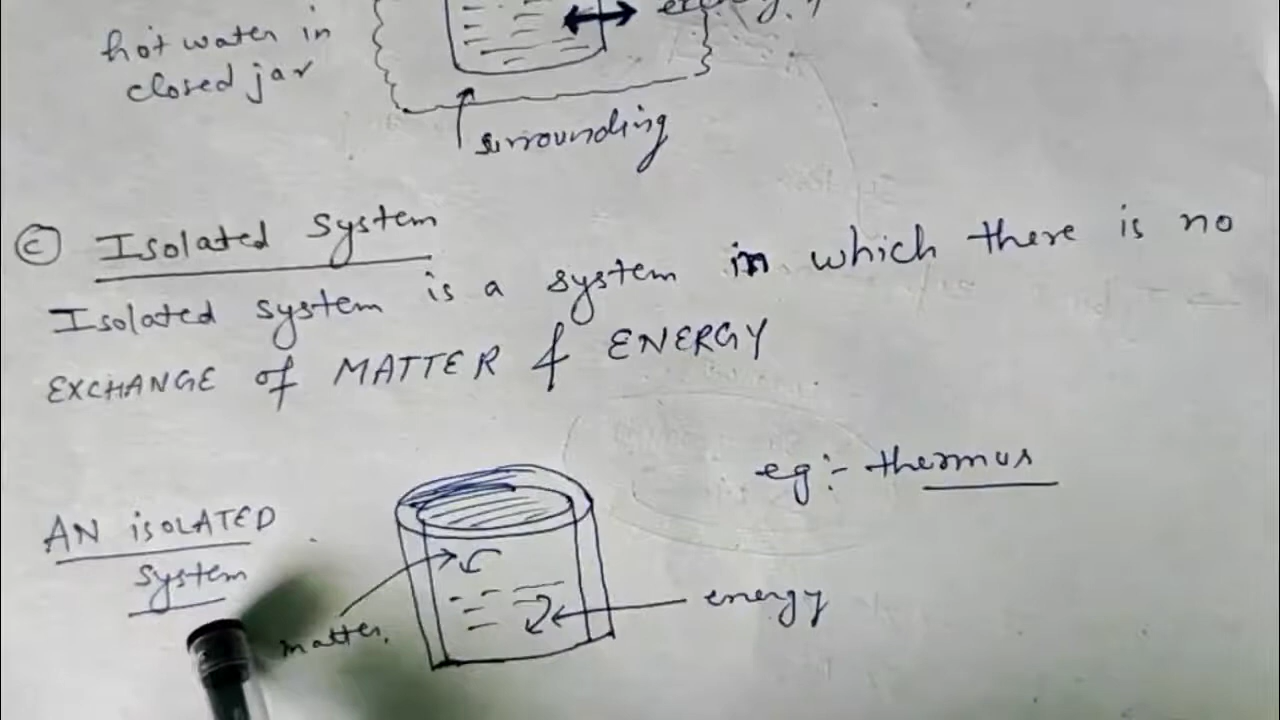 hot water in
closed jar
surrounding
C Isolated system
Isolated system is a system in which there is no
EXCHANGE of MATTER & ENERGY
eg:- thermus
AN ISOLATED
system
matter.
energy